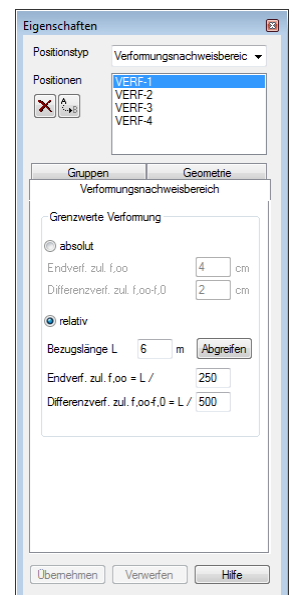 Eigenschaften
Positionstyp Verformungsnachweisbereic
Positionen VERF-1
VERF-2
VERF-3
VERF-4
A B
Gruppen Geometrie
Verformungsnachweisbereich
Grenzwerte Verformung
absolut
Endverf. zul. f,oo 4 cm
Differenzverf. zul. f,oo-f,0 2 cm
relativ
Bezugslänge L 6 m Abgreifen
Endverf. zul. f,oo = L / 250
Differenzverf. zul. f,oo-f,0 = L / 500
Übernehmen Verwerfen Hilfe